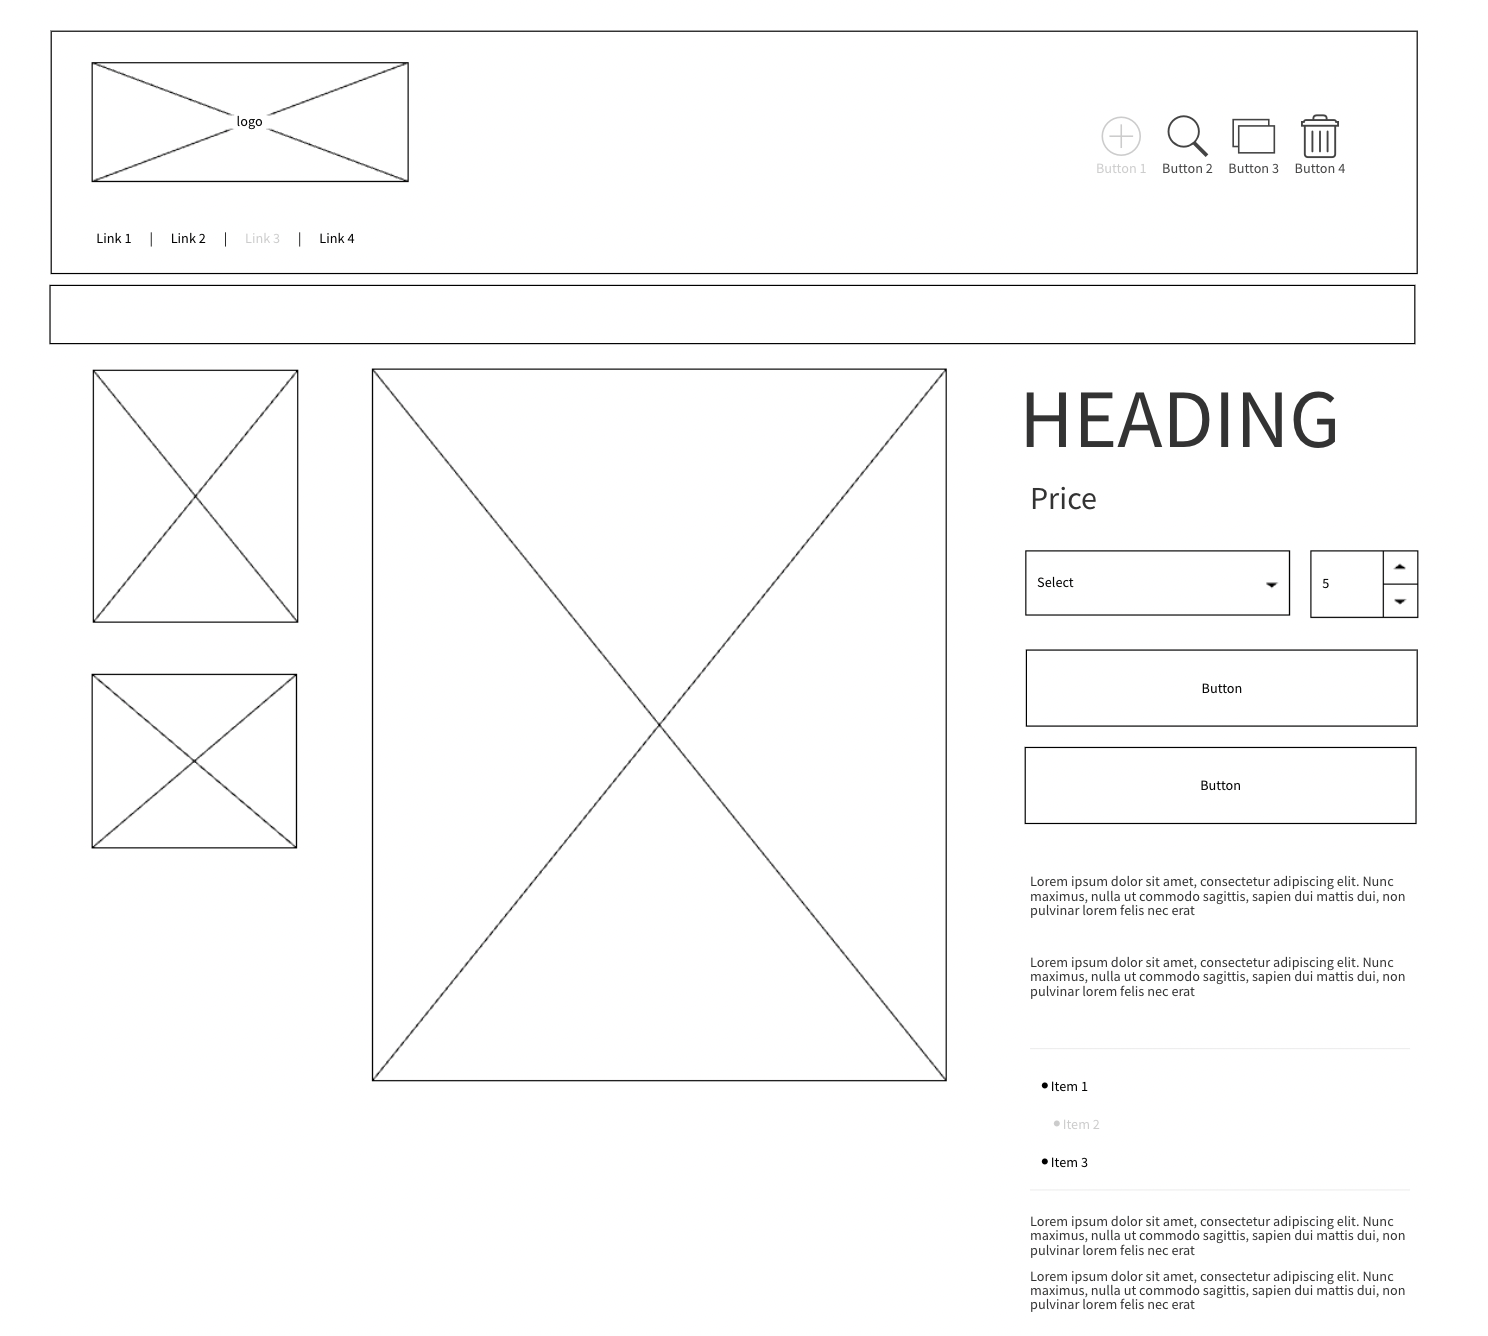 logo
Button 1 Button 2 Button 3 Button 4
Link 1 | Link 2 | Link 3 | Link 4
HEADING
Price
Select
5
Button
Button
Lorem ipsum dolor sit amet, consectetur adipiscing elit. Nunc
maximus, nulla ut commodo sagittis, sapien dui mattis dui, non
pulvinar lorem felis nec erat
Lorem ipsum dolor sit amet, consectetur adipiscing elit. Nunc
maximus, nulla ut commodo sagittis, sapien dui mattis dui, non
pulvinar lorem felis nec erat
• Item 1
• Item 2
• Item 3
Lorem ipsum dolor sit amet, consectetur adipiscing elit. Nunc
maximus, nulla ut commodo sagittis, sapien dui mattis dui, non
pulvinar lorem felis nec erat
Lorem ipsum dolor sit amet, consectetur adipiscing elit. Nunc
maximus, nulla ut commodo sagittis, sapien dui mattis dui, non
pulvinar lorem felis nec erat